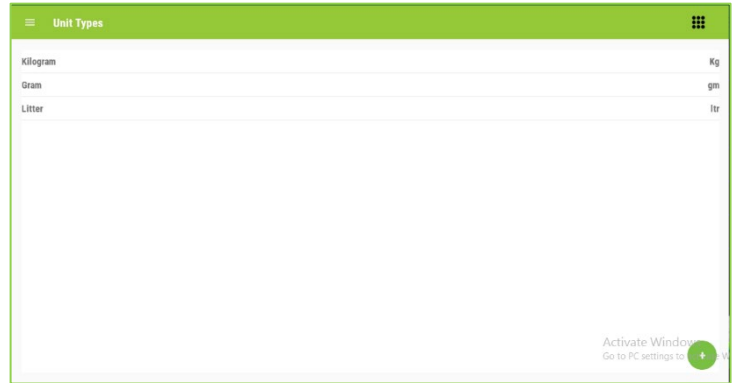 Unit Types
Kilogram Kg
Gram gm
Litter ltr
Activate Windows
Go to PC settings to
+